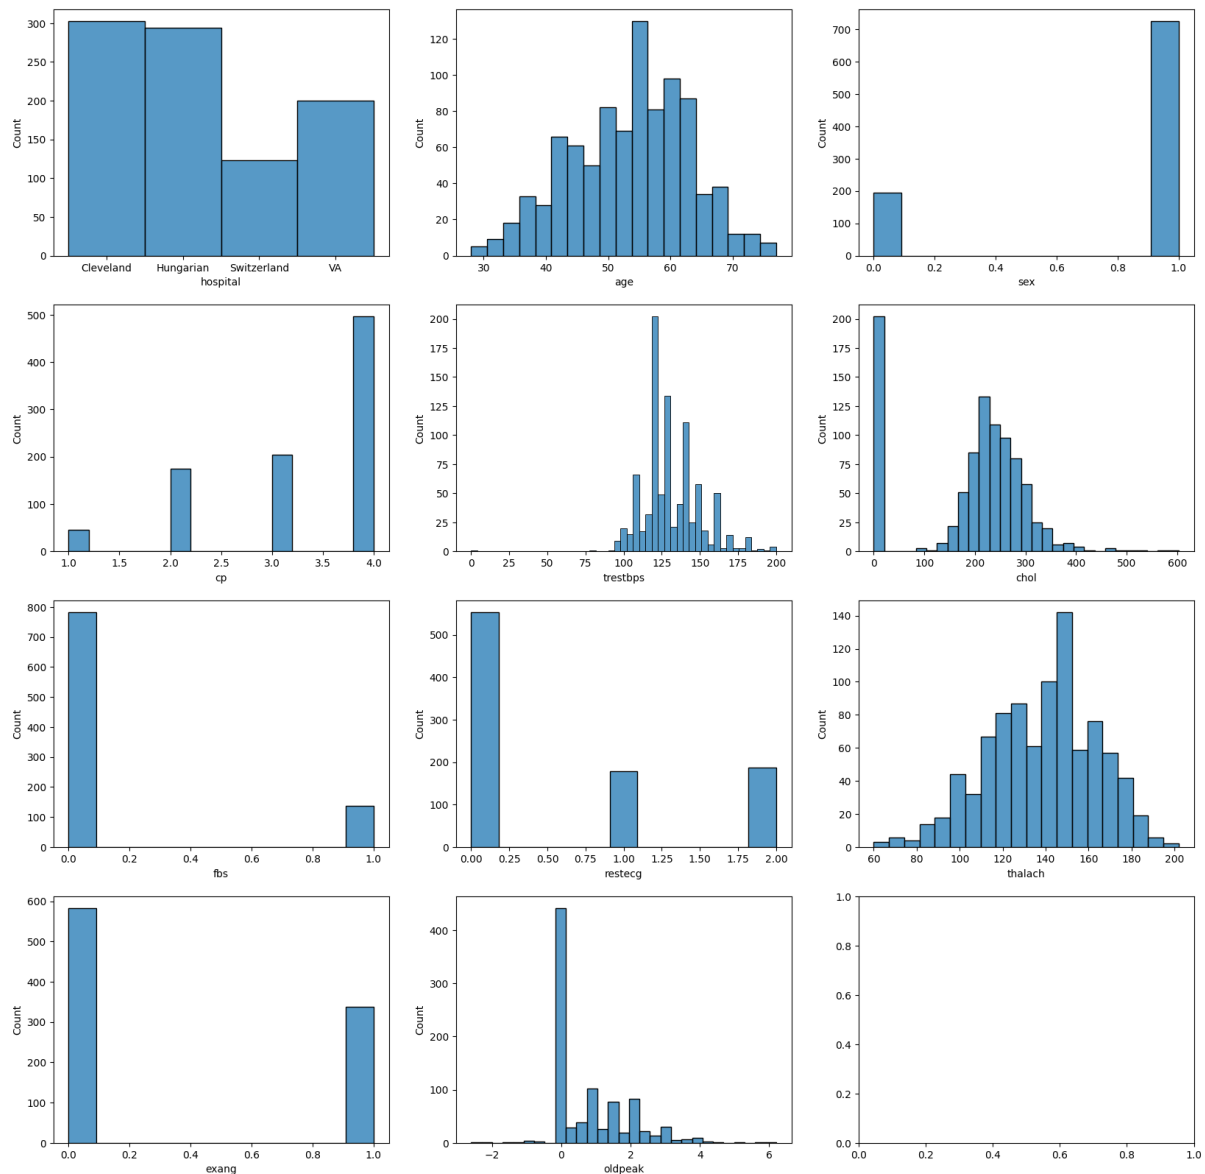 300
250
200
150
100
50
0
Count
Cleveland Hungarian Switzerland VA
hospital
120
100
80
60
40
20
0
Count
30 40 50 60 70
age
700
600
500
400
300
200
100
0
Count
0.0 0.2 0.4 0.6 0.8 1.0
sex
500
400
300
200
100
0
Count
1.0 1.5 2.0 2.5 3.0 3.5 4.0
cp
200
175
150
125
100
75
50
25
0
Count
0 25 50 75 100 125 150 175 200
trestbps
200
175
150
125
100
75
50
25
0
Count
0 100 200 300 400 500 600
chol
800
700
600
500
400
300
200
100
0
Count
0.0 0.2 0.4 0.6 0.8 1.0
fbs
500
400
300
200
100
0
Count
0.00 0.25 0.50 0.75 1.00 1.25 1.50 1.75 2.00
restecg
140
120
100
80
60
40
20
0
Count
60 80 100 120 140 160 180 200
thalach
600
500
400
300
200
100
0
Count
0.0 0.2 0.4 0.6 0.8 1.0
exang
400
300
200
100
0
Count
−2 0 2 4 6
oldpeak
1.0
0.8
0.6
0.4
0.2
0.0
0.0 0.2 0.4 0.6 0.8 1.0